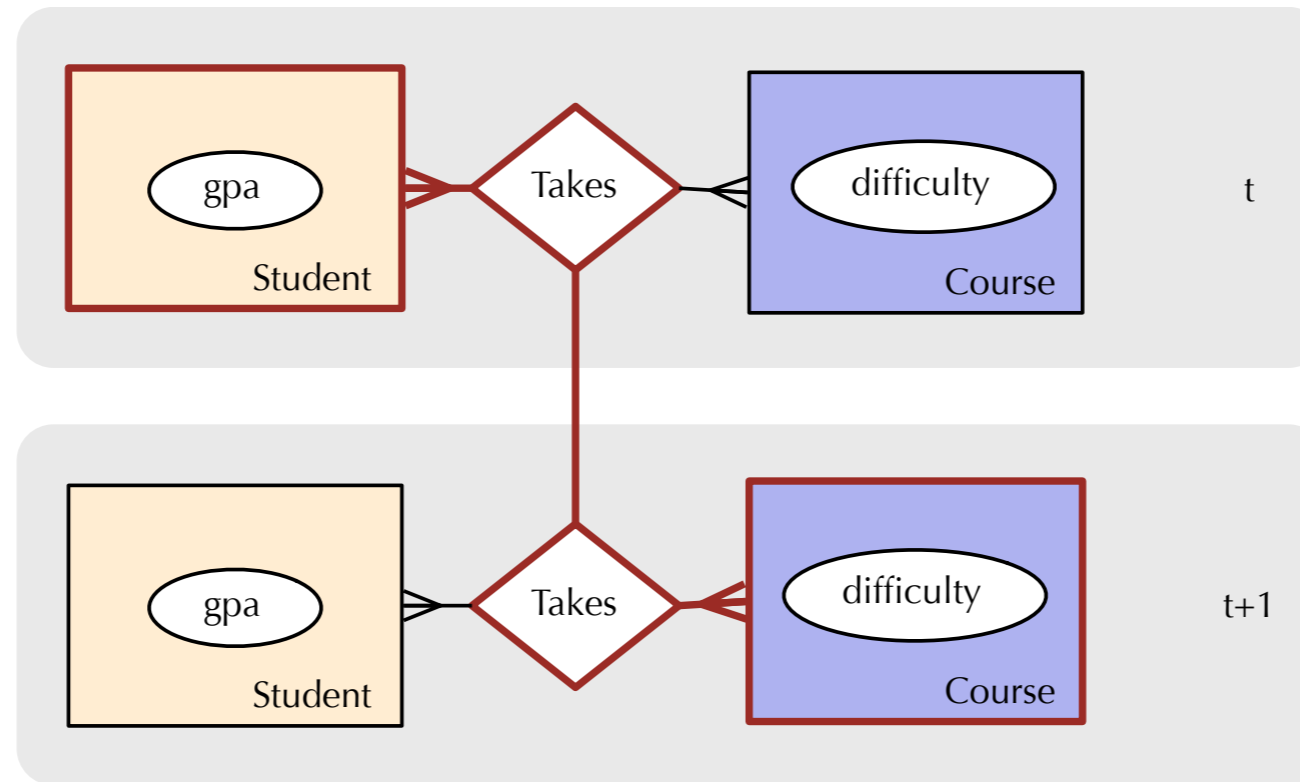 gpa
Student
Takes
difficulty
Course
t
gpa
Student
Takes
difficulty
Course
t+1